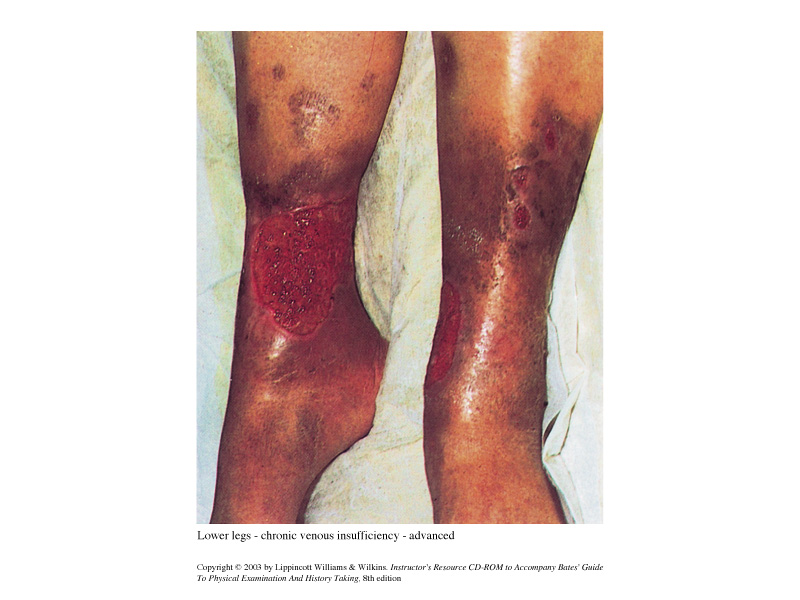 Lower legs - chronic venous insufficiency - advanced
Copyright © 2003 by Lippincott Williams & Wilkins. Instructor's Resource CD-ROM to Accompany Bates' Guide
To Physical Examination And History Taking, 8th edition